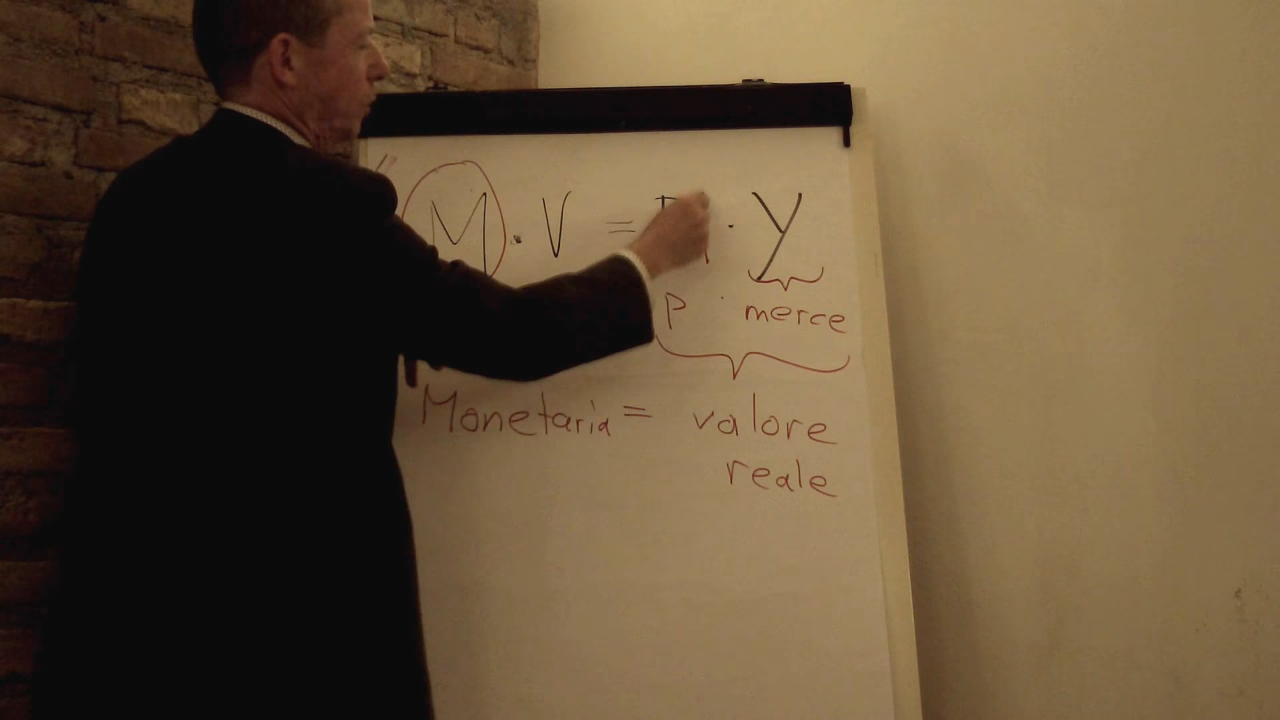 M · V = P · Y
P · merce
Monetaria = valore
reale